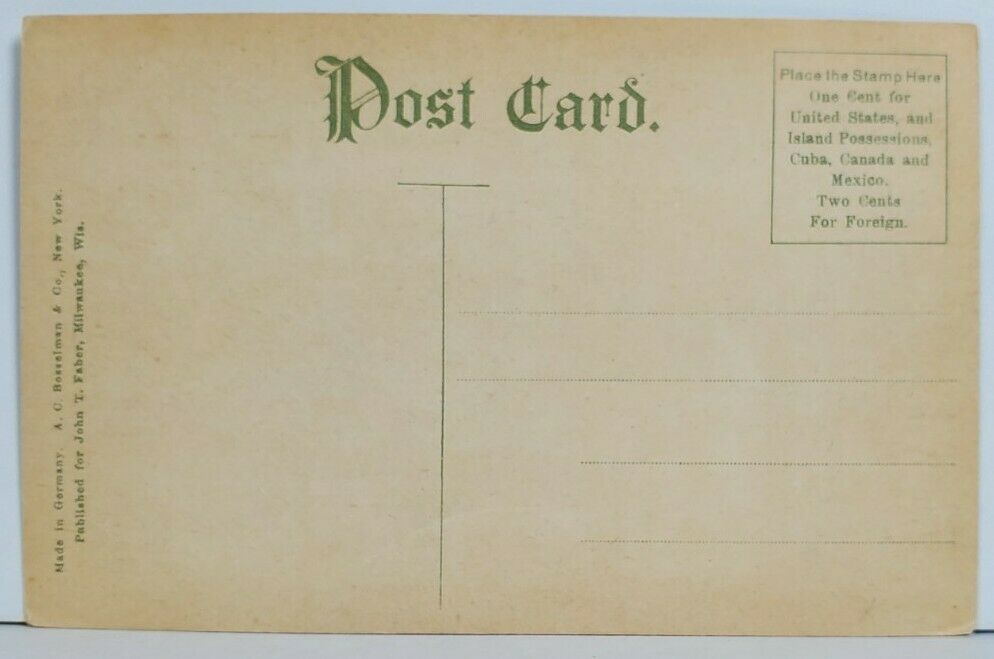 Post Card.
Place the Stamp Here
One Cent for
United States, and
Island Possessions,
Cuba, Canada and
Mexico.
Two Cents
For Foreign.
Made in Germany. A. C. Bosselman & Co., New York.
Published for John T. Faber, Milwaukee, Wis.